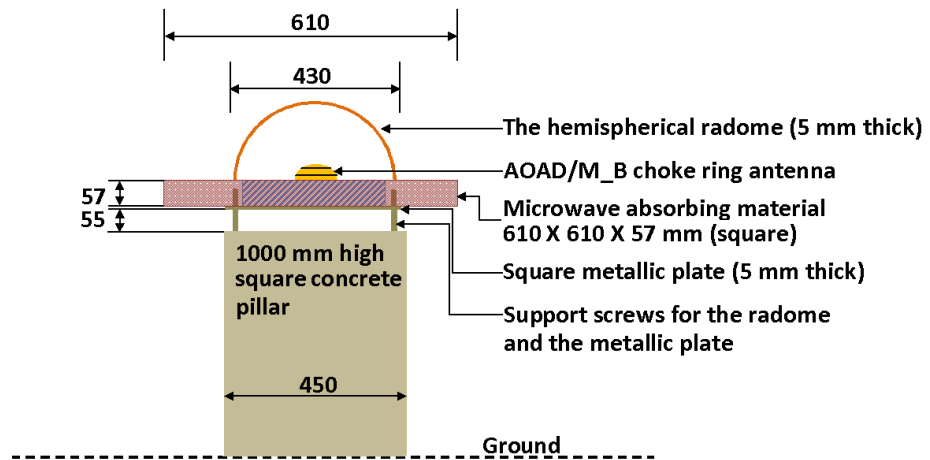 610
430
The hemispherical radome (5 mm thick)
AOAD/M_B choke ring antenna
57
Microwave absorbing material
610 X 610 X 57 mm (square)
55
1000 mm high
square concrete
pillar
Square metallic plate (5 mm thick)
Support screws for the radome
and the metallic plate
450
Ground